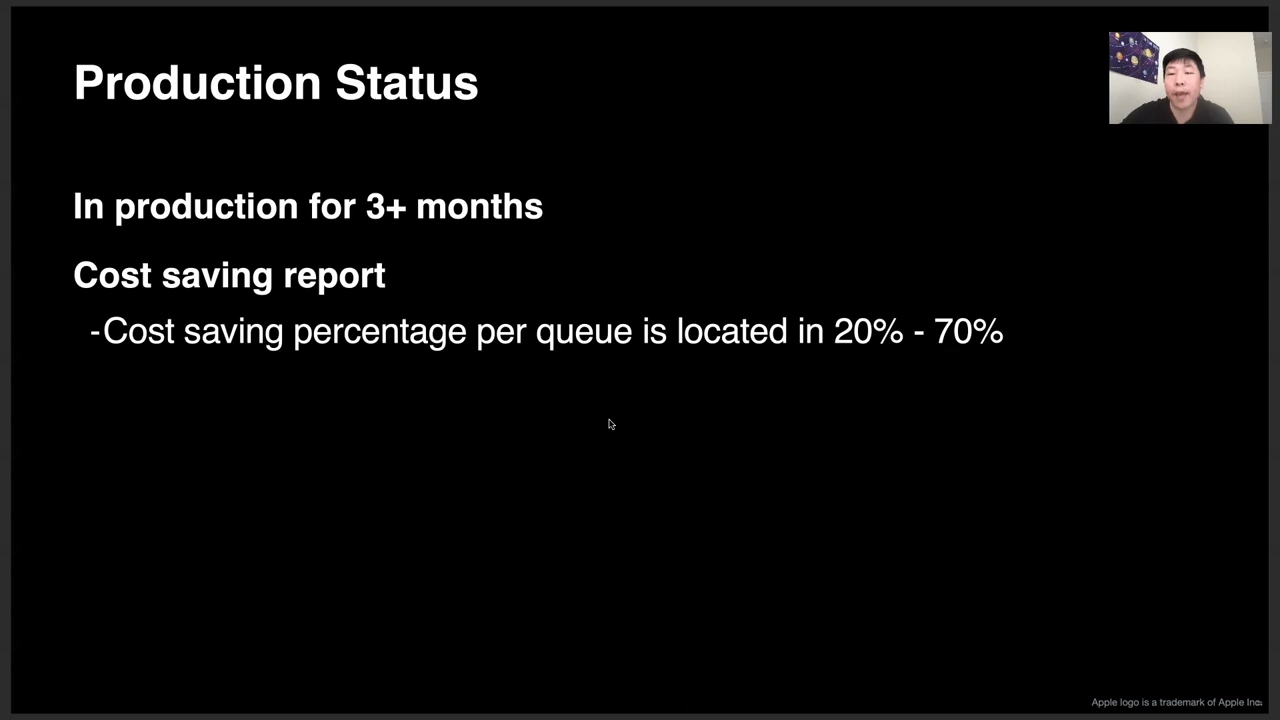 Production Status
In production for 3+ months
Cost saving report
-Cost saving percentage per queue is located in 20% - 70%
Apple logo is a trademark of Apple Inc.